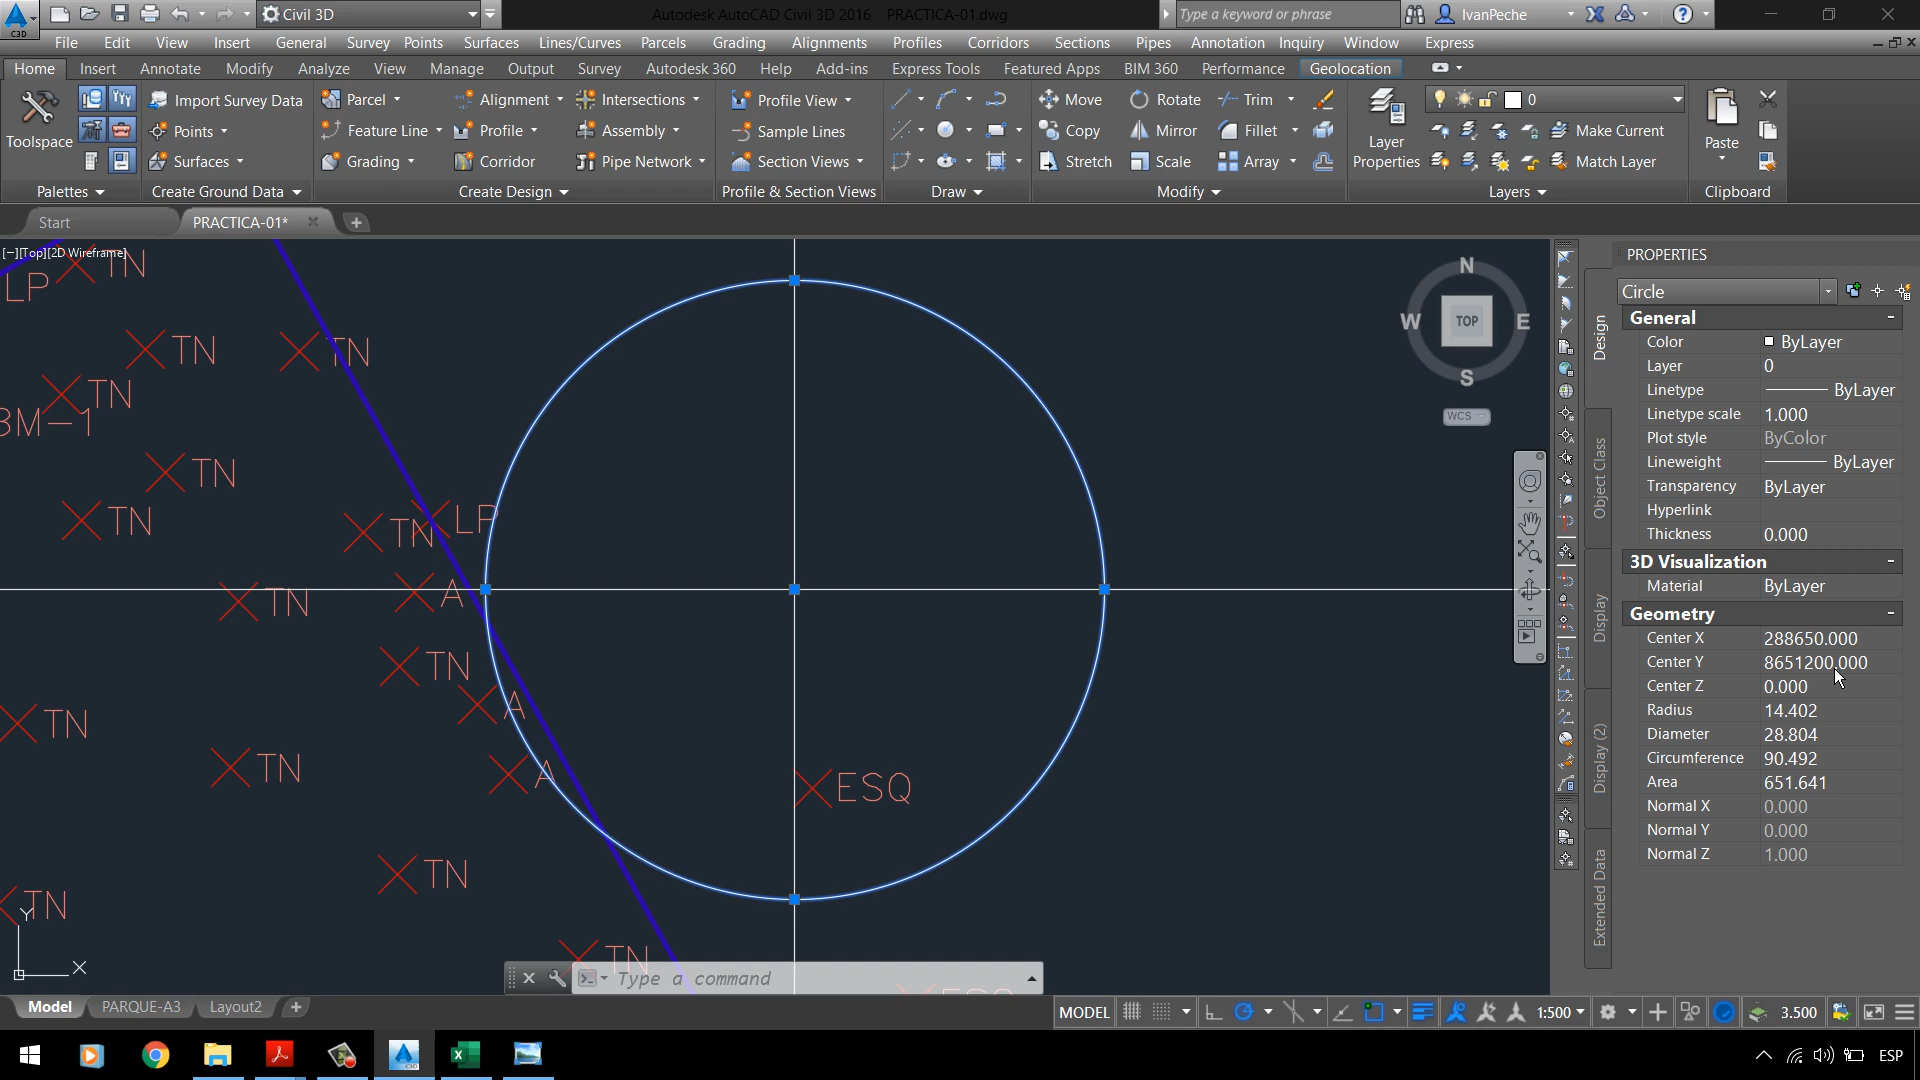 Civil 3D
Autodesk AutoCAD Civil 3D 2016 PRACTICA-01.dwg
Type a keyword or phrase
IvanPeche
C3D
File Edit View Insert General Survey Points Surfaces Lines/Curves Parcels Grading Alignments Profiles Corridors Sections Pipes Annotation Inquiry Window Express
Home Insert Annotate Modify Analyze View Manage Output Survey Autodesk 360 Help Add-ins Express Tools Featured Apps BIM 360 Performance Geolocation
Import Survey Data Parcel Alignment Intersections Profile View Move Rotate Trim 0
Points Feature Line Profile Assembly Sample Lines Copy Mirror Fillet Make Current
Toolspace Surfaces Grading Corridor Pipe Network Section Views Stretch Scale Array Layer Properties Match Layer Paste
Palettes Create Ground Data Create Design Profile & Section Views Draw Modify Layers Clipboard
Start PRACTICA-01*
[−][Top][2D Wireframe]
TN
LP
TN
TN
TN
BM-1
TN
TN
TN
LP
TN
A
TN
A
TN
TN
A
ESQ
TN
TN
TN
N
W TOP E
S
WCS
Y
X
Type a command
PROPERTIES
Circle
General
Color ByLayer
Layer 0
Linetype ByLayer
Linetype scale 1.000
Plot style ByColor
Lineweight ByLayer
Transparency ByLayer
Hyperlink
Thickness 0.000
3D Visualization
Material ByLayer
Geometry
Center X 288650.000
Center Y 8651200.000
Center Z 0.000
Radius 14.402
Diameter 28.804
Circumference 90.492
Area 651.641
Normal X 0.000
Normal Y 0.000
Normal Z 1.000
Design
Object Class
Display
Display (2)
Extended Data
Model PARQUE-A3 Layout2
MODEL 1:500 3.500
ESP